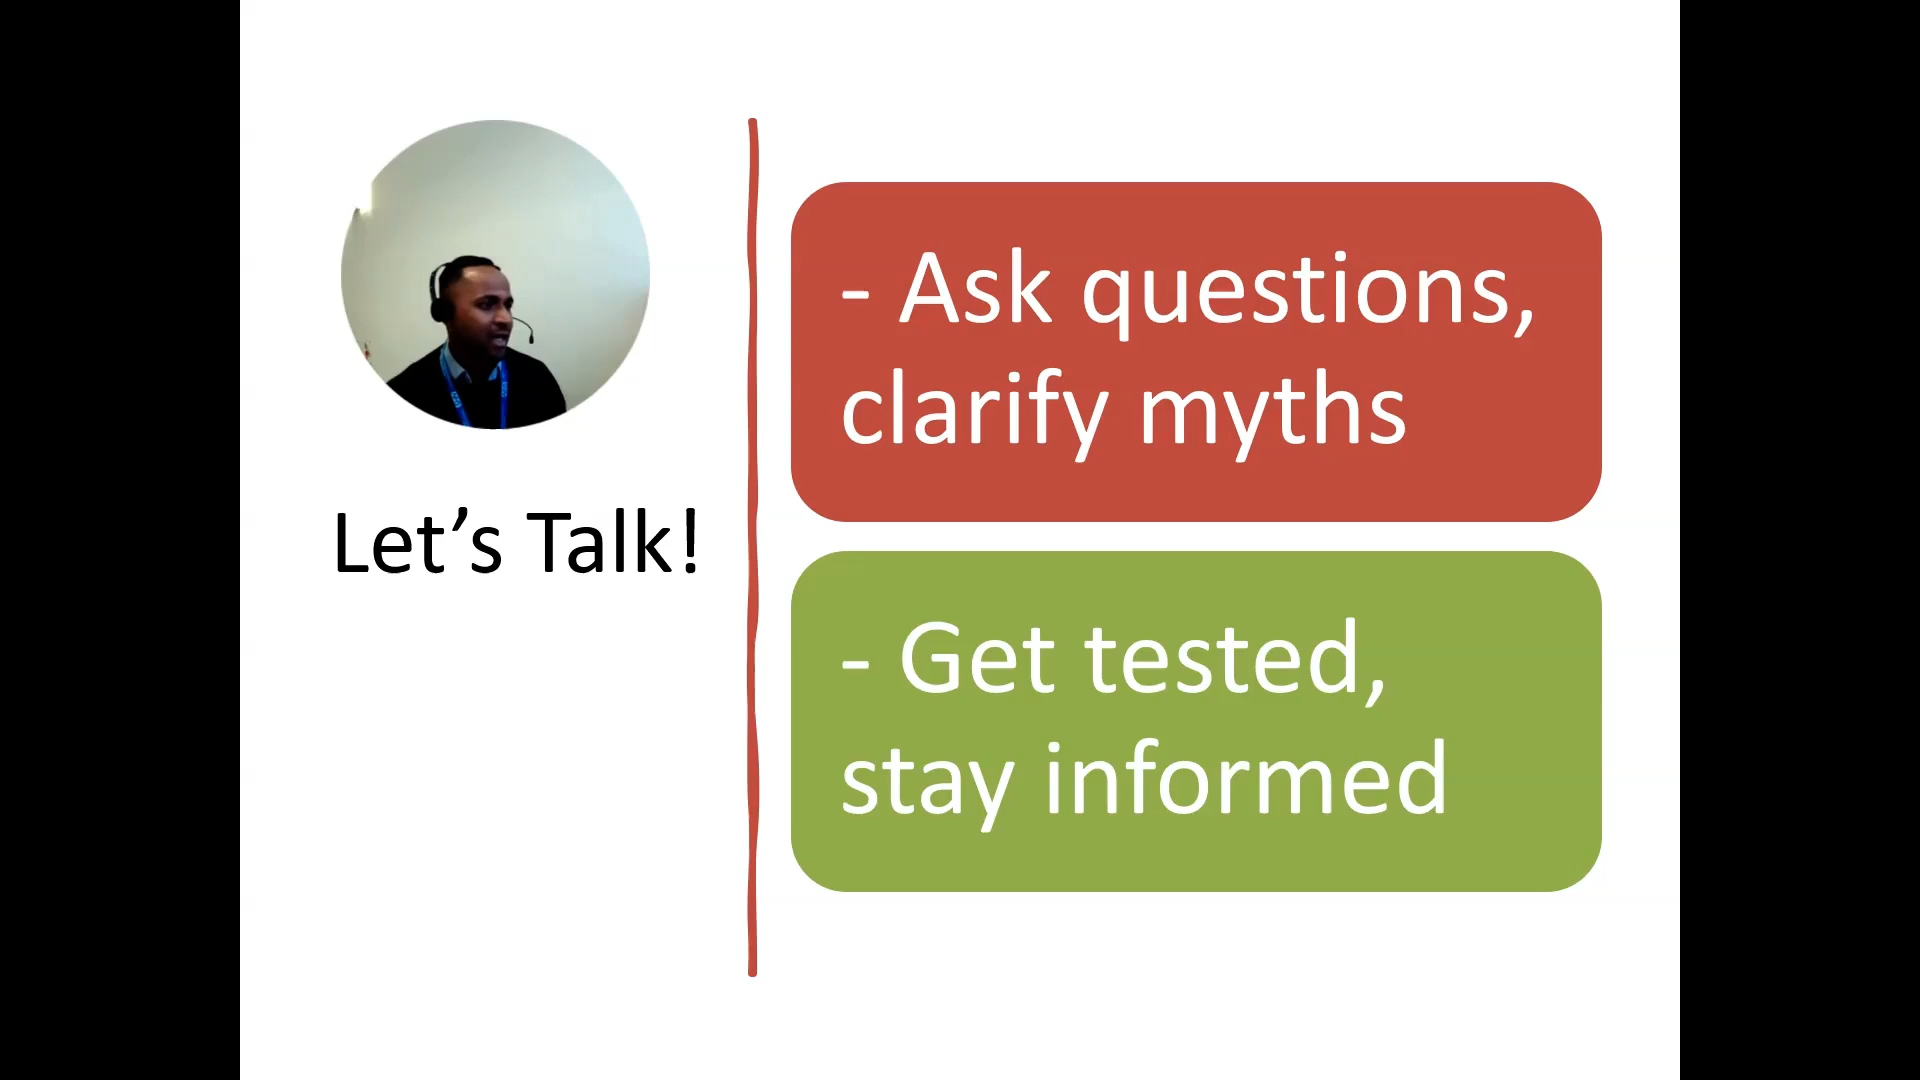 Let’s Talk!
- Ask questions,
clarify myths
- Get tested,
stay informed